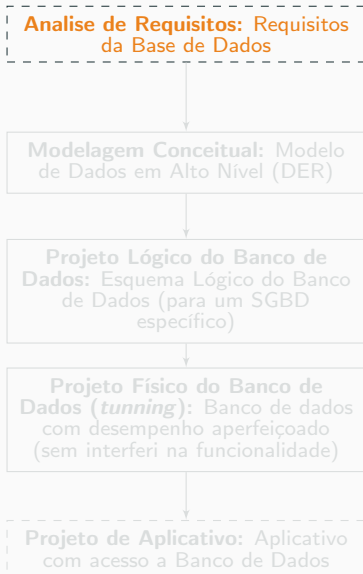 Analise de Requisitos: Requisitos
da Base de Dados
Modelagem Conceitual: Modelo
de Dados em Alto Nível (DER)
Projeto Lógico do Banco de
Dados: Esquema Lógico do Banco
de Dados (para um SGBD
específico)
Projeto Físico do Banco de
Dados (tunning): Banco de dados
com desempenho aperfeiçoado
(sem interferi na funcionalidade)
Projeto de Aplicativo: Aplicativo
com acesso a Banco de Dados